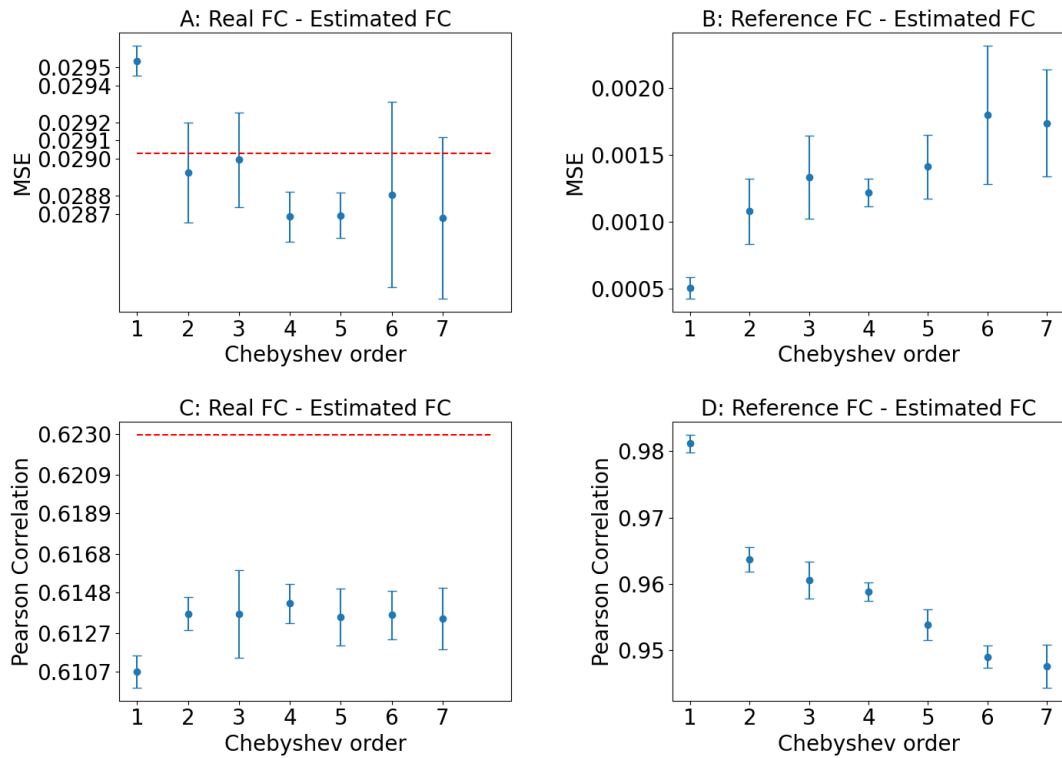 A: Real FC - Estimated FC
MSE
0.0295
0.0294
0.0292
0.0291
0.0290
0.0288
0.0287
1 2 3 4 5 6 7
Chebyshev order
B: Reference FC - Estimated FC
MSE
0.0020
0.0015
0.0010
0.0005
1 2 3 4 5 6 7
Chebyshev order
C: Real FC - Estimated FC
Pearson Correlation
0.6230
0.6209
0.6189
0.6168
0.6148
0.6127
0.6107
1 2 3 4 5 6 7
Chebyshev order
D: Reference FC - Estimated FC
Pearson Correlation
0.98
0.97
0.96
0.95
1 2 3 4 5 6 7
Chebyshev order